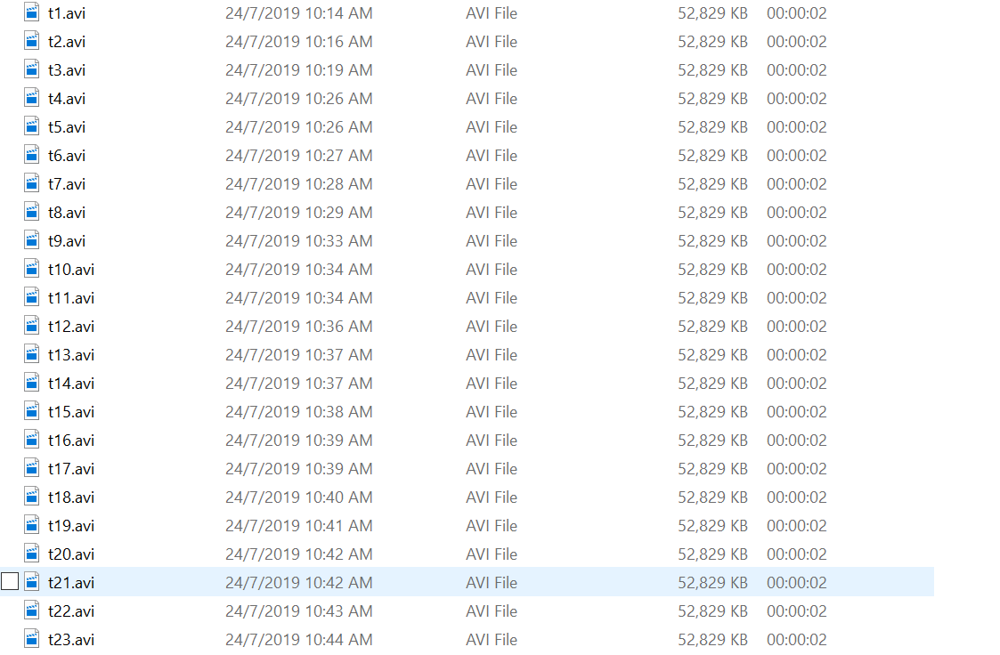 t1.avi 24/7/2019 10:14 AM AVI File 52,829 KB 00:00:02
t2.avi 24/7/2019 10:16 AM AVI File 52,829 KB 00:00:02
t3.avi 24/7/2019 10:19 AM AVI File 52,829 KB 00:00:02
t4.avi 24/7/2019 10:26 AM AVI File 52,829 KB 00:00:02
t5.avi 24/7/2019 10:26 AM AVI File 52,829 KB 00:00:02
t6.avi 24/7/2019 10:27 AM AVI File 52,829 KB 00:00:02
t7.avi 24/7/2019 10:28 AM AVI File 52,829 KB 00:00:02
t8.avi 24/7/2019 10:29 AM AVI File 52,829 KB 00:00:02
t9.avi 24/7/2019 10:33 AM AVI File 52,829 KB 00:00:02
t10.avi 24/7/2019 10:34 AM AVI File 52,829 KB 00:00:02
t11.avi 24/7/2019 10:34 AM AVI File 52,829 KB 00:00:02
t12.avi 24/7/2019 10:36 AM AVI File 52,829 KB 00:00:02
t13.avi 24/7/2019 10:37 AM AVI File 52,829 KB 00:00:02
t14.avi 24/7/2019 10:37 AM AVI File 52,829 KB 00:00:02
t15.avi 24/7/2019 10:38 AM AVI File 52,829 KB 00:00:02
t16.avi 24/7/2019 10:39 AM AVI File 52,829 KB 00:00:02
t17.avi 24/7/2019 10:39 AM AVI File 52,829 KB 00:00:02
t18.avi 24/7/2019 10:40 AM AVI File 52,829 KB 00:00:02
t19.avi 24/7/2019 10:41 AM AVI File 52,829 KB 00:00:02
t20.avi 24/7/2019 10:42 AM AVI File 52,829 KB 00:00:02
t21.avi 24/7/2019 10:42 AM AVI File 52,829 KB 00:00:02
t22.avi 24/7/2019 10:43 AM AVI File 52,829 KB 00:00:02
t23.avi 24/7/2019 10:44 AM AVI File 52,829 KB 00:00:02